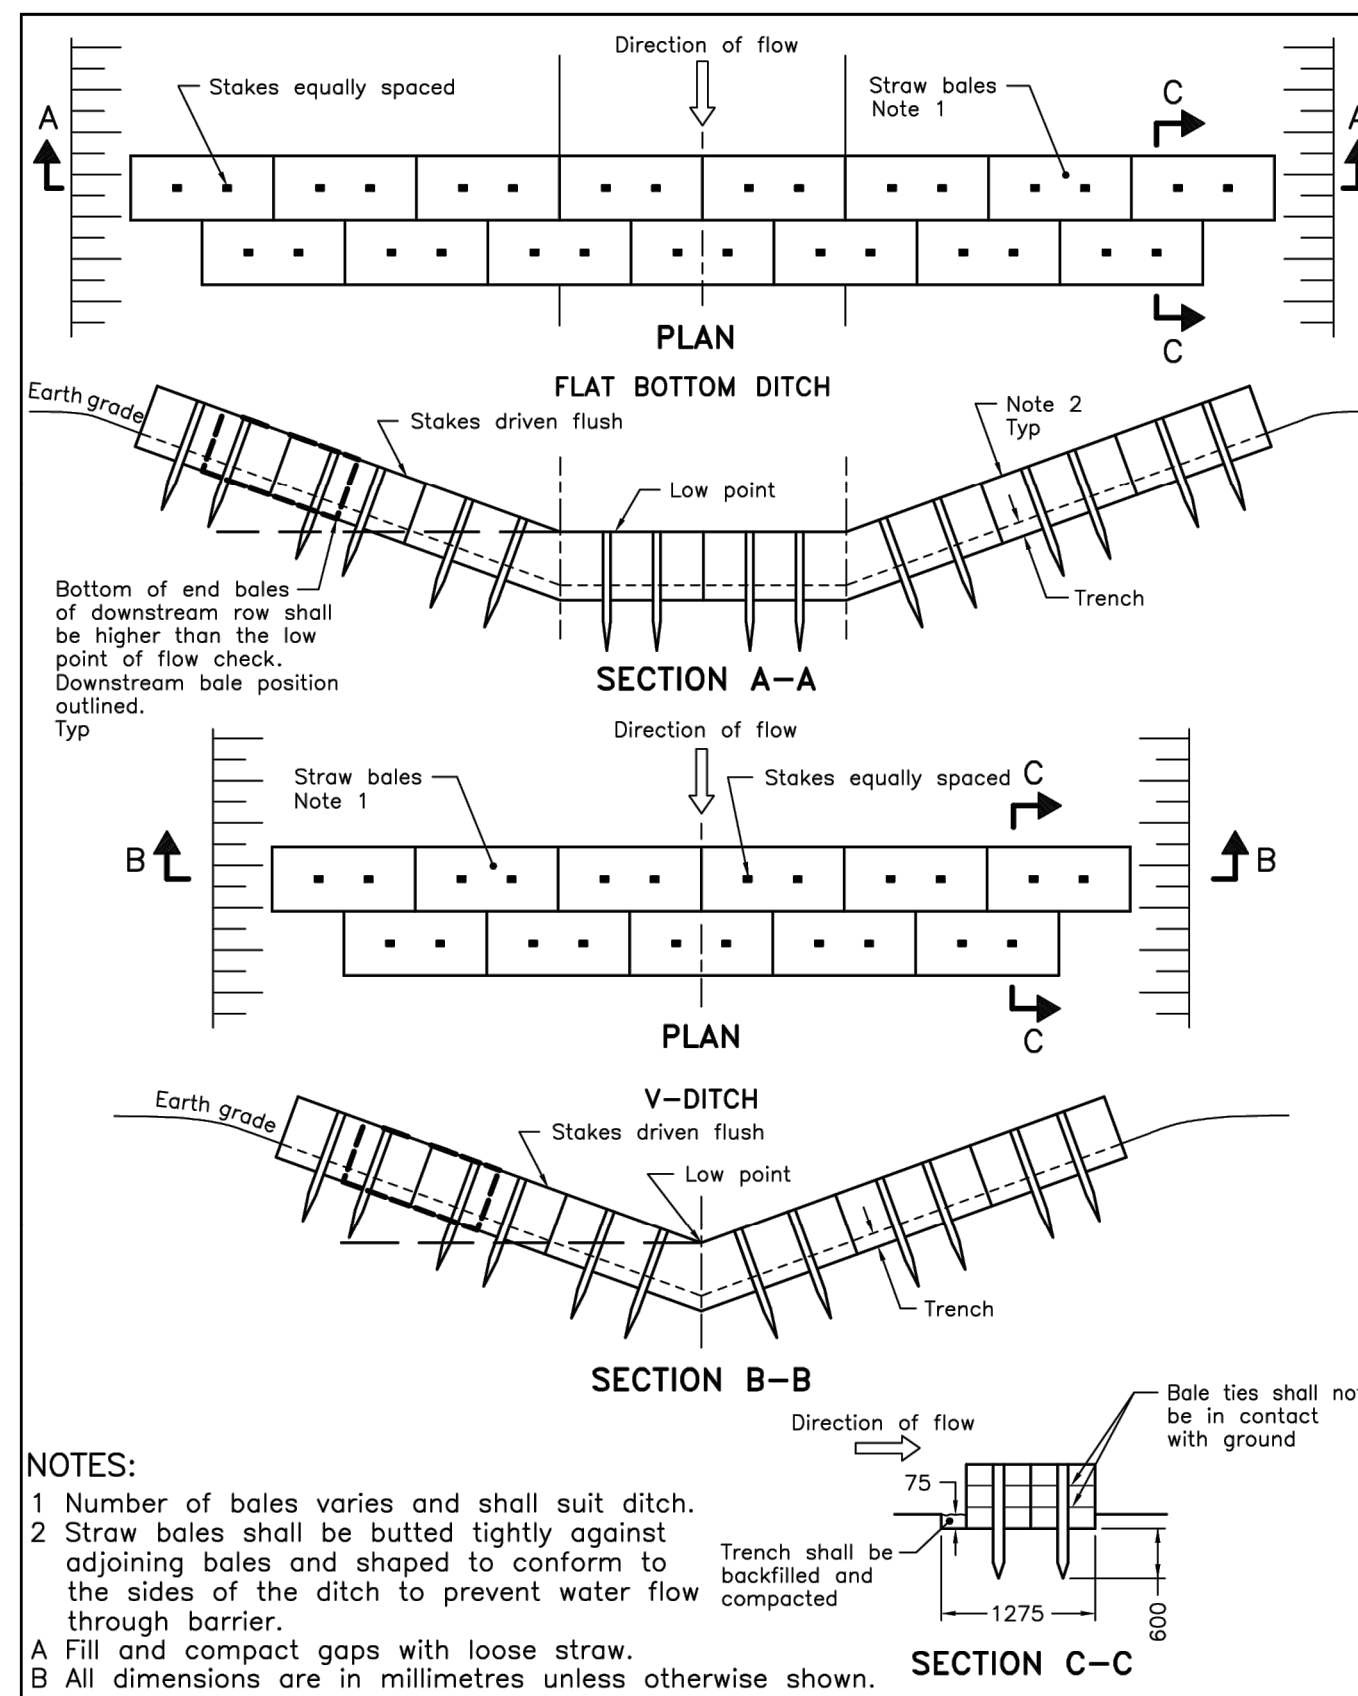 Direction of flow
Stakes equally spaced
Straw bales
Note 1
C
A
A
C
PLAN
FLAT BOTTOM DITCH
Earth grade
Stakes driven flush
Note 2
Typ
Low point
Trench
Bottom of end bales
of downstream row shall
be higher than the low
point of flow check.
Downstream bale position
outlined.
Typ
SECTION A-A
Direction of flow
Straw bales
Note 1
Stakes equally spaced
C
B
B
C
PLAN
V-DITCH
Earth grade
Stakes driven flush
Low point
Trench
SECTION B-B
Direction of flow
Bale ties shall no
be in contact
with ground
75
Trench shall be
backfilled and
compacted
1275
600
SECTION C-C
NOTES:
1 Number of bales varies and shall suit ditch.
2 Straw bales shall be butted tightly against
adjoining bales and shaped to conform to
the sides of the ditch to prevent water flow
through barrier.
A Fill and compact gaps with loose straw.
B All dimensions are in millimetres unless otherwise shown.